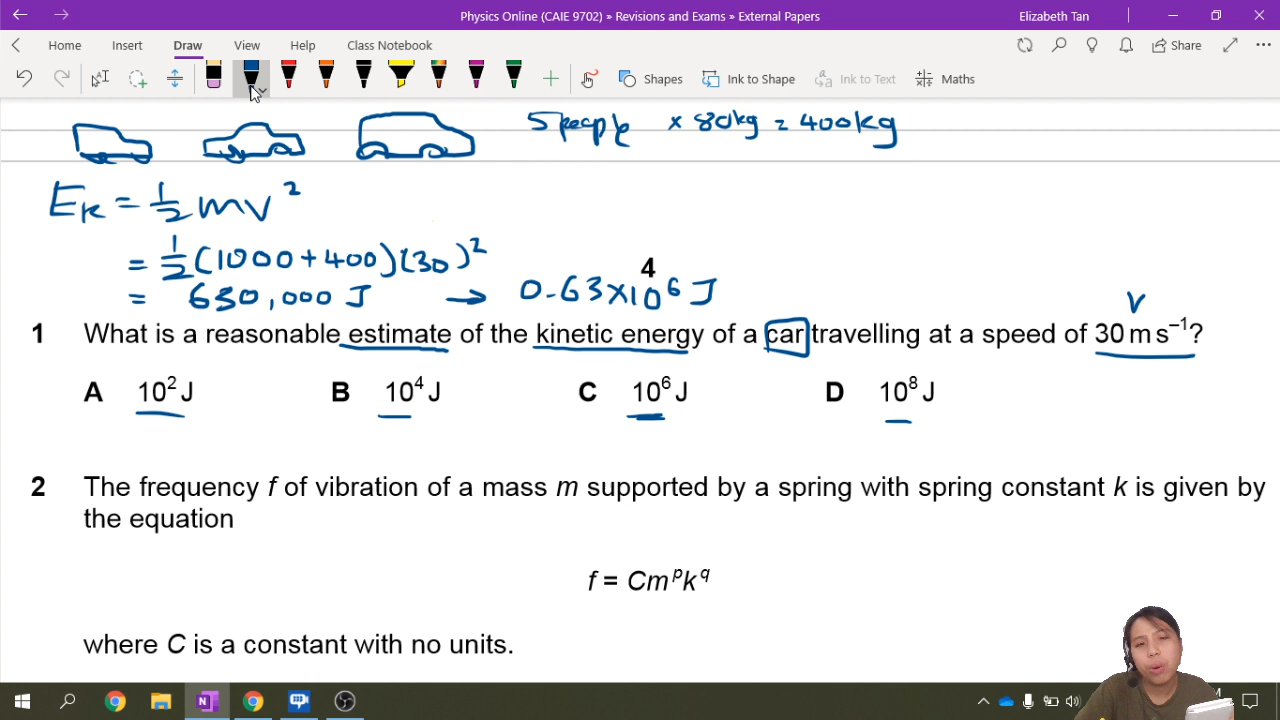 Physics Online (CAIE 9702) » Revisions and Exams » External Papers
Elizabeth Tan
Home Insert Draw View Help Class Notebook
Share
Shapes Ink to Shape Ink to Text Maths
5 people × 80kg = 400kg
Ek = 1/2 mv²
= 1/2 (1000 + 400)(30)²
= 630,000 J → 0.63×10⁶ J
4
v
1 What is a reasonable estimate of the kinetic energy of a car travelling at a speed of 30 m s⁻¹?
A 10² J B 10⁴ J C 10⁶ J D 10⁸ J
2 The frequency f of vibration of a mass m supported by a spring with spring constant k is given by
the equation
f = Cm^p k^q
where C is a constant with no units.